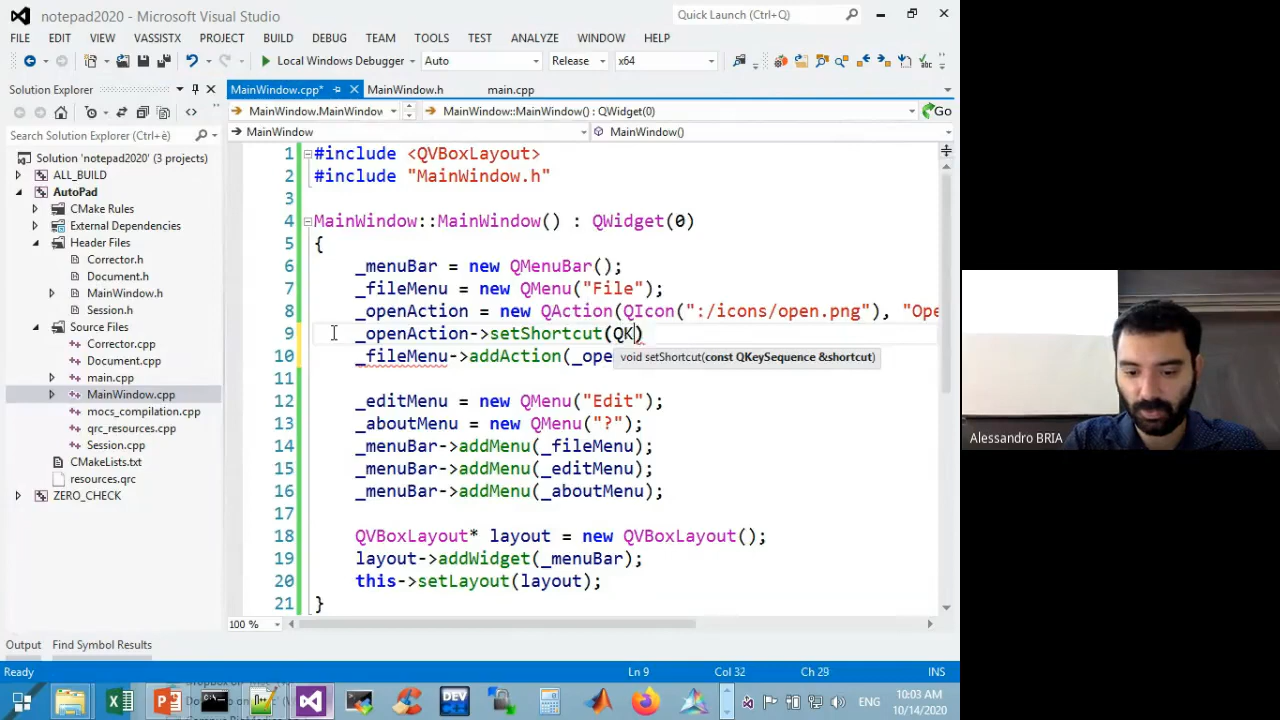 notepad2020 - Microsoft Visual Studio
Quick Launch (Ctrl+Q)
FILE EDIT VIEW VASSISTX PROJECT BUILD DEBUG TEAM TOOLS TEST ANALYZE WINDOW HELP
Local Windows Debugger Auto Release x64
Solution Explorer
MainWindow.cpp* MainWindow.h main.cpp
MainWindow.MainWindow MainWindow::MainWindow() : QWidget(0) Go
Search Solution Explorer (Ctrl+è)
MainWindow MainWindow()
Solution 'notepad2020' (3 projects)
ALL_BUILD
AutoPad
CMake Rules
External Dependencies
Header Files
Corrector.h
Document.h
MainWindow.h
Session.h
Source Files
Corrector.cpp
Document.cpp
main.cpp
MainWindow.cpp
mocs_compilation.cpp
qrc_resources.cpp
Session.cpp
CMakeLists.txt
resources.qrc
ZERO_CHECK
1 #include <QVBoxLayout>
2 #include "MainWindow.h"
3
4 MainWindow::MainWindow() : QWidget(0)
5 {
6 _menuBar = new QMenuBar();
7 _fileMenu = new QMenu("File");
8 _openAction = new QAction(QIcon(":/icons/open.png"), "Ope
9 _openAction->setShortcut(QK)
10 _fileMenu->addAction(_ope
void setShortcut(const QKeySequence &shortcut)
11
12 _editMenu = new QMenu("Edit");
13 _aboutMenu = new QMenu("?");
14 _menuBar->addMenu(_fileMenu);
15 _menuBar->addMenu(_editMenu);
16 _menuBar->addMenu(_aboutMenu);
17
18 QVBoxLayout* layout = new QVBoxLayout();
19 layout->addWidget(_menuBar);
20 this->setLayout(layout);
21 }
100 %
Output Find Symbol Results
Ready Ln 9 Col 32 Ch 29 INS
DEV
ENG
10:03 AM
10/14/2020
Alessandro BRIA